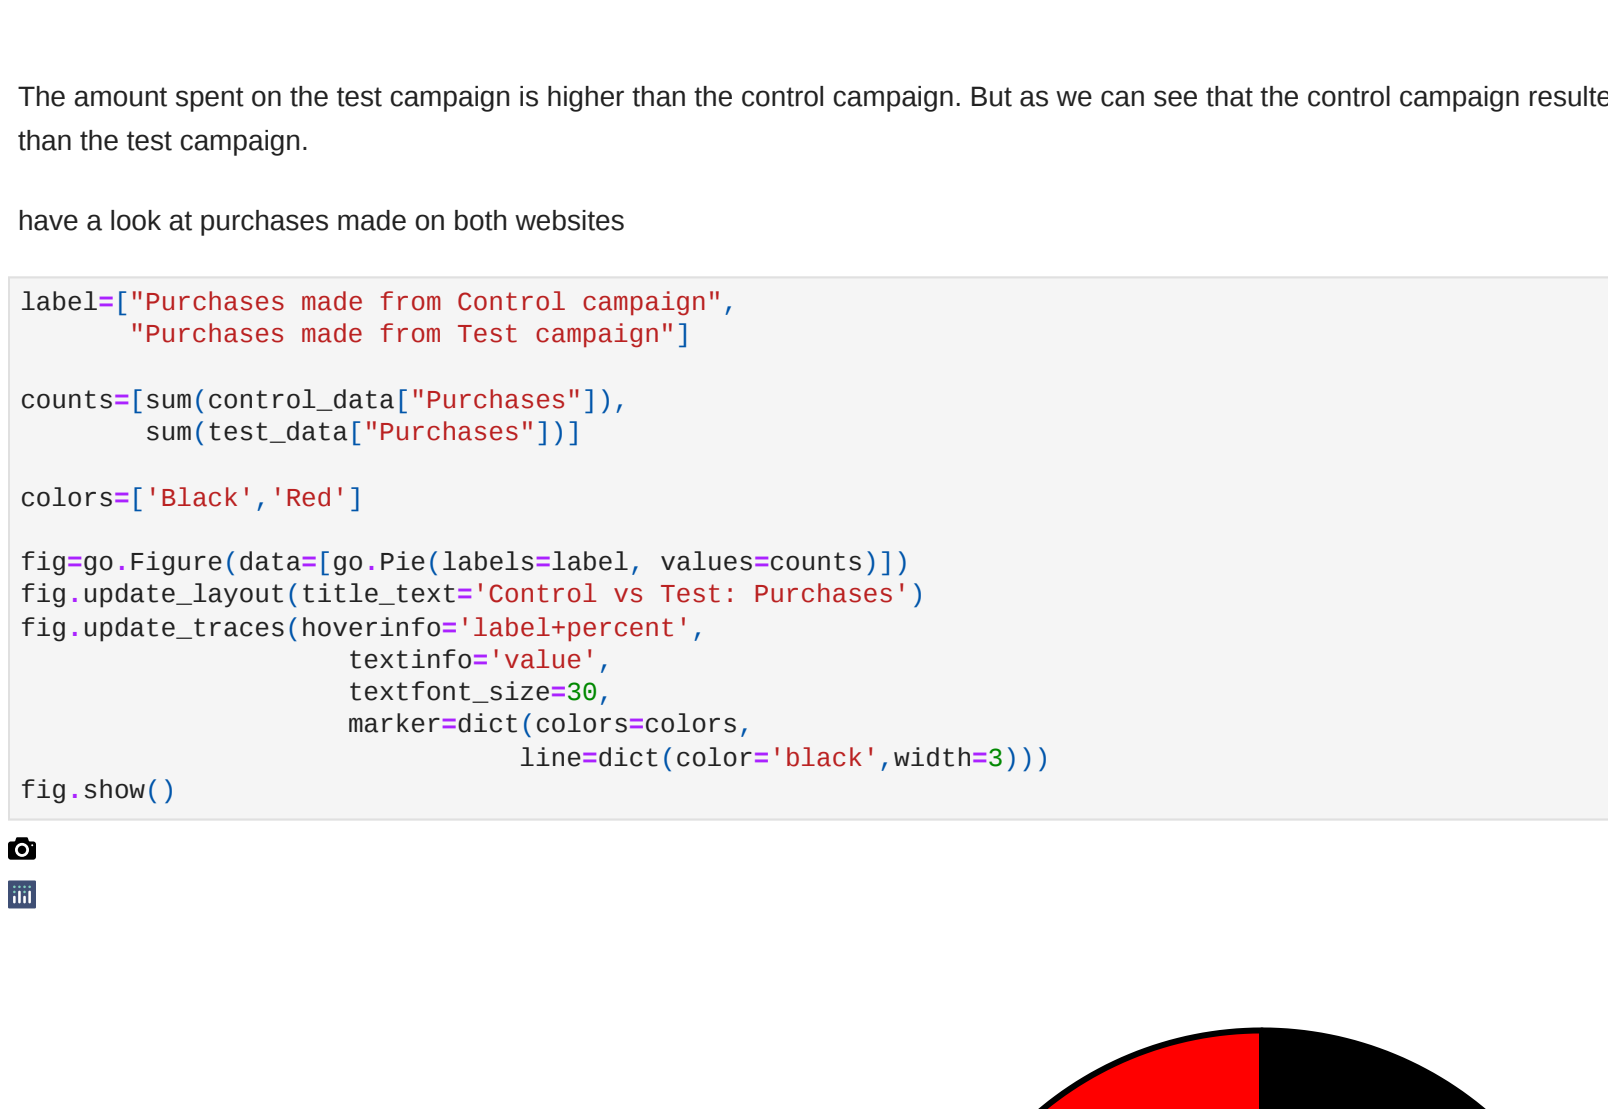 The amount spent on the test campaign is higher than the control campaign. But as we can see that the control campaign resulte
than the test campaign.
have a look at purchases made on both websites
label=["Purchases made from Control campaign",
       "Purchases made from Test campaign"]
counts=[sum(control_data["Purchases"]),
        sum(test_data["Purchases"])]
colors=['Black','Red']
fig=go.Figure(data=[go.Pie(labels=label, values=counts)])
fig.update_layout(title_text='Control vs Test: Purchases')
fig.update_traces(hoverinfo='label+percent',
                     textinfo='value',
                     textfont_size=30,
                     marker=dict(colors=colors,
                                line=dict(color='black',width=3)))
fig.show()